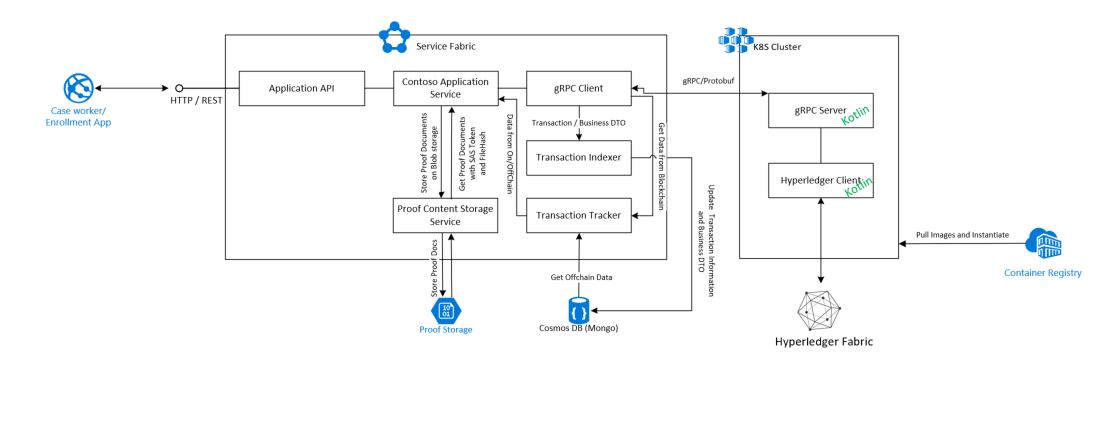 Service Fabric
K8S Cluster
Case worker/
Enrollment App
HTTP / REST
Application API
Contoso Application
Service
gRPC Client
gRPC/Protobuf
gRPC Server
Kotlin
Transaction / Business DTO
Store Proof Documents
on Blob storage
Get Proof Documents
with SAS Token
and FileHash
Data from On/OffChain
Transaction Indexer
Get Data from Blockchain
Hyperledger Client
Kotlin
Proof Content Storage
Service
Transaction Tracker
Update Transaction information
and Business DTO
Pull Images and Instantiate
Container Registry
Store Proof Docs
Get Offchain Data
10
01
{ }
Proof Storage
Cosmos DB (Mongo)
Hyperledger Fabric